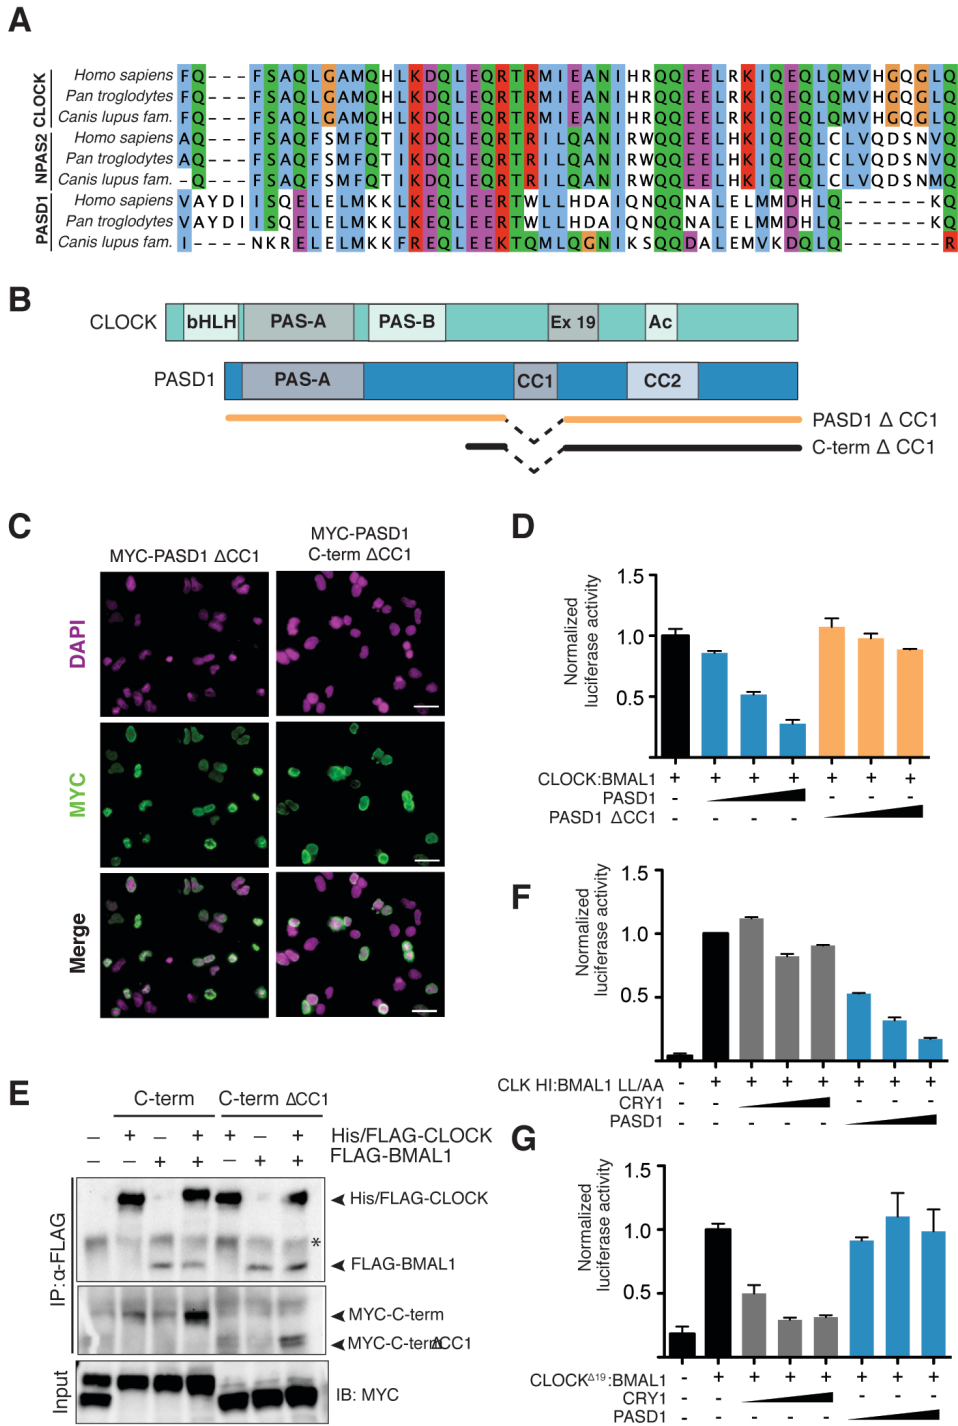 A
CLOCK
Homo sapiens FQ---FSAQLGAMQHLKDQLEQRTRMIEANIHRQQEELRKIQEQLQMVHGQGLQ
Pan troglodytes FQ---FSAQLGAMQHLKDQLEQRTRMIEANIHRQQEELRKIQEQLQMVHGQGLQ
Canis lupus fam. FQ---FSAQLGAMQHLKDQLEQRTRMIEANIHRQQEELRKIQEQLQMVHGQGLQ
NPAS2
Homo sapiens AQ---FSAQFSMFQTIKDQLEQRTRILQANIRWQQEELHKIQEQLCLVQDSNVQ
Pan troglodytes AQ---FSAQFSMFQTIKDQLEQRTRILQANIRWQQEELHKIQEQLCLVQDSNVQ
Canis lupus fam. -Q---FSAQFSMFQTIKDQLEQRTRILQANIRWQQEELHKIQEQLCLVQDSNMQ
PASD1
Homo sapiens VAYDIISQELELMKKLKEQLEERTWLLHDAIQNQQNALELMMDHLQ------KQ
Pan troglodytes VAYDIISQELELMKKLKEQLEERTWLLHDAIQNQQNALELMMDHLQ------KQ
Canis lupus fam. I----NKRELELMKKFREQLEEKTQMLQGNIKSQQDALEMVKDQLQ------R
B
CLOCK bHLH PAS-A PAS-B Ex 19 Ac
PASD1 PAS-A CC1 CC2
PASD1 Δ CC1
C-term Δ CC1
C
MYC-PASD1 ΔCC1
MYC-PASD1
C-term ΔCC1
DAPI
MYC
Merge
D
Normalized
luciferase activity
1.5
1.0
0.5
CLOCK:BMAL1 + + + + + + +
PASD1 - - - -
PASD1 ΔCC1 - - - -
E
C-term C-term ΔCC1
– + – + + – + His/FLAG-CLOCK
– – + + – + + FLAG-BMAL1
IP:α-FLAG
His/FLAG-CLOCK
*
FLAG-BMAL1
MYC-C-term
MYC-C-termΔCC1
Input
IB: MYC
F
Normalized
luciferase activity
1.5
1.0
0.5
CLK HI:BMAL1 LL/AA - + + + + + + +
CRY1 - - - - -
PASD1 - - - - -
G
Normalized
luciferase activity
1.5
1.0
0.5
CLOCKΔ19:BMAL1 - + + + + + + +
CRY1 - - - - -
PASD1 - - - - -